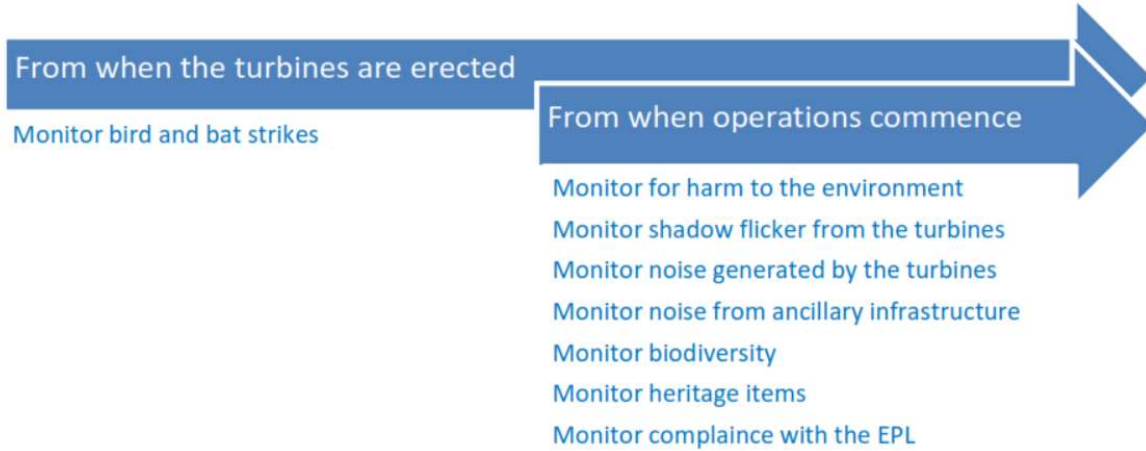 From when the turbines are erected
Monitor bird and bat strikes
From when operations commence
Monitor for harm to the environment
Monitor shadow flicker from the turbines
Monitor noise generated by the turbines
Monitor noise from ancillary infrastructure
Monitor biodiversity
Monitor heritage items
Monitor complaince with the EPL